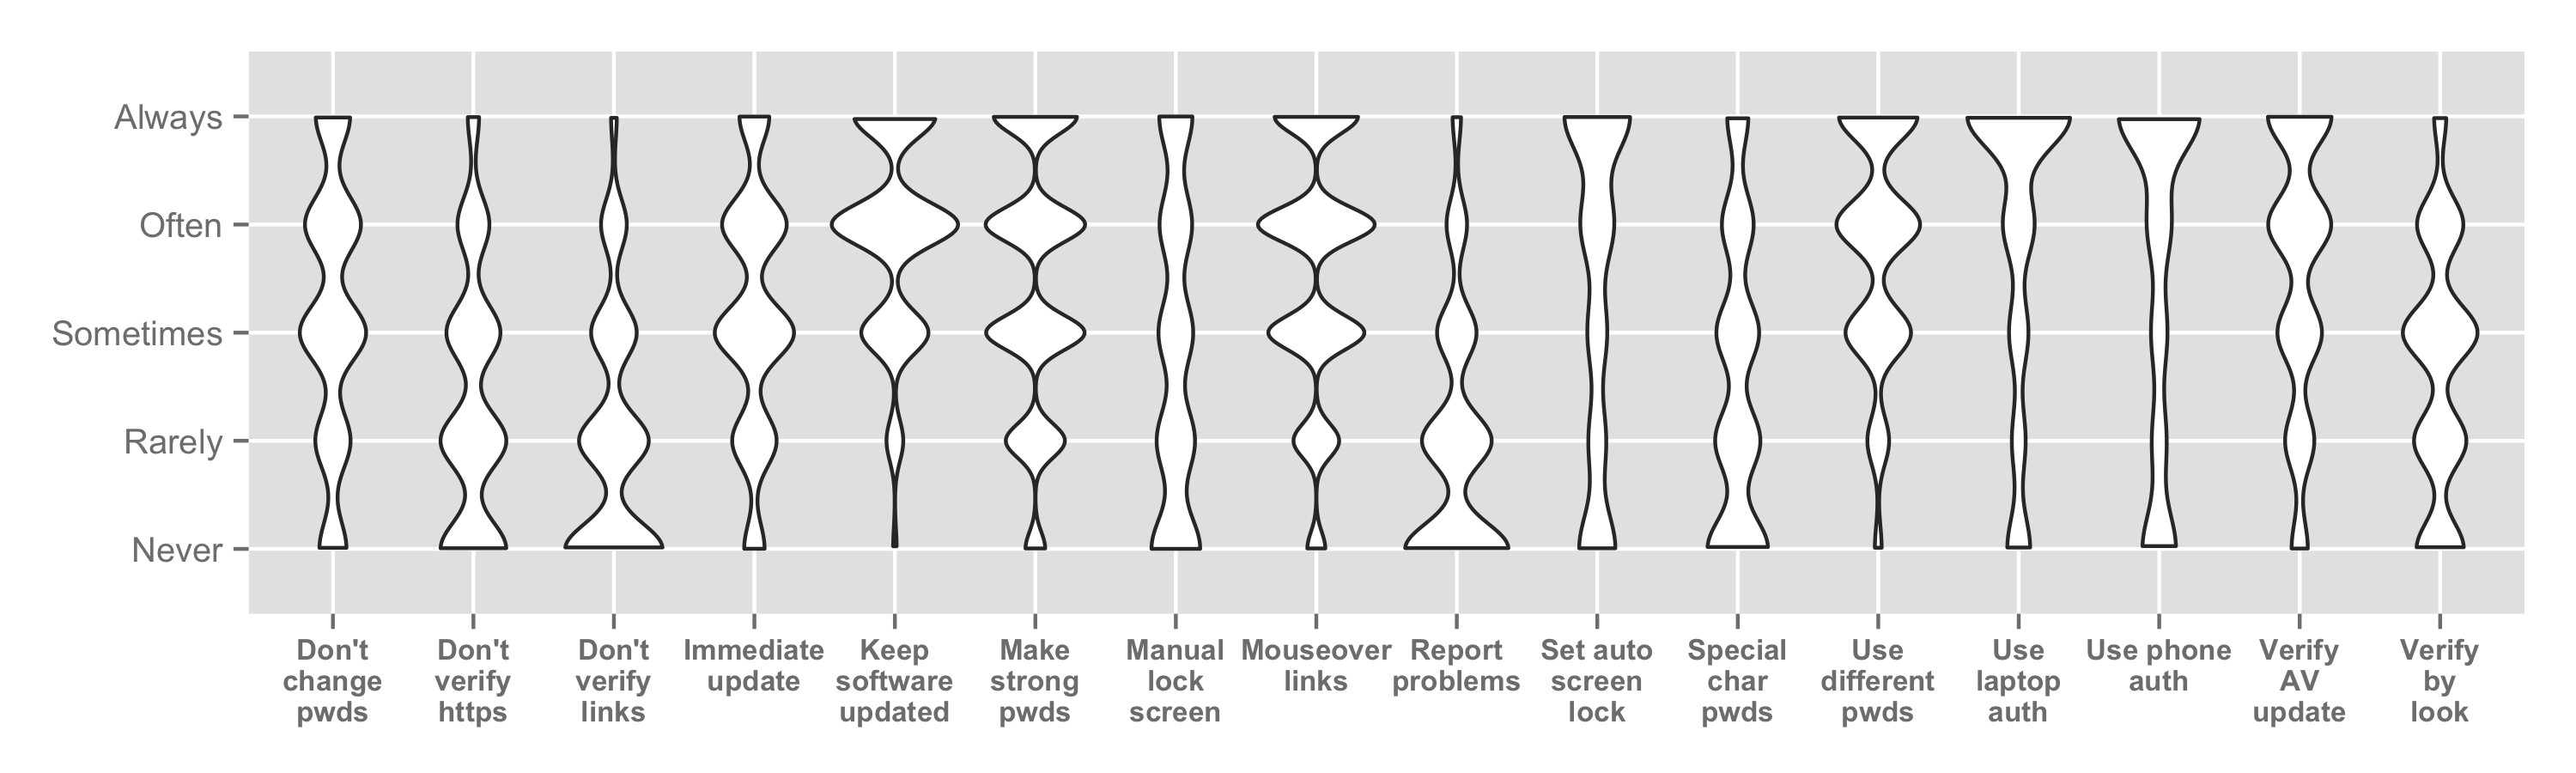 Always
Often
Sometimes
Rarely
Never
Don't
change
pwds
Don't
verify
https
Don't
verify
links
Immediate
update
Keep
software
updated
Make
strong
pwds
Manual
lock
screen
Mouseover
links
Report
problems
Set auto
screen
lock
Special
char
pwds
Use
different
pwds
Use
laptop
auth
Use phone
auth
Verify
AV
update
Verify
by
look